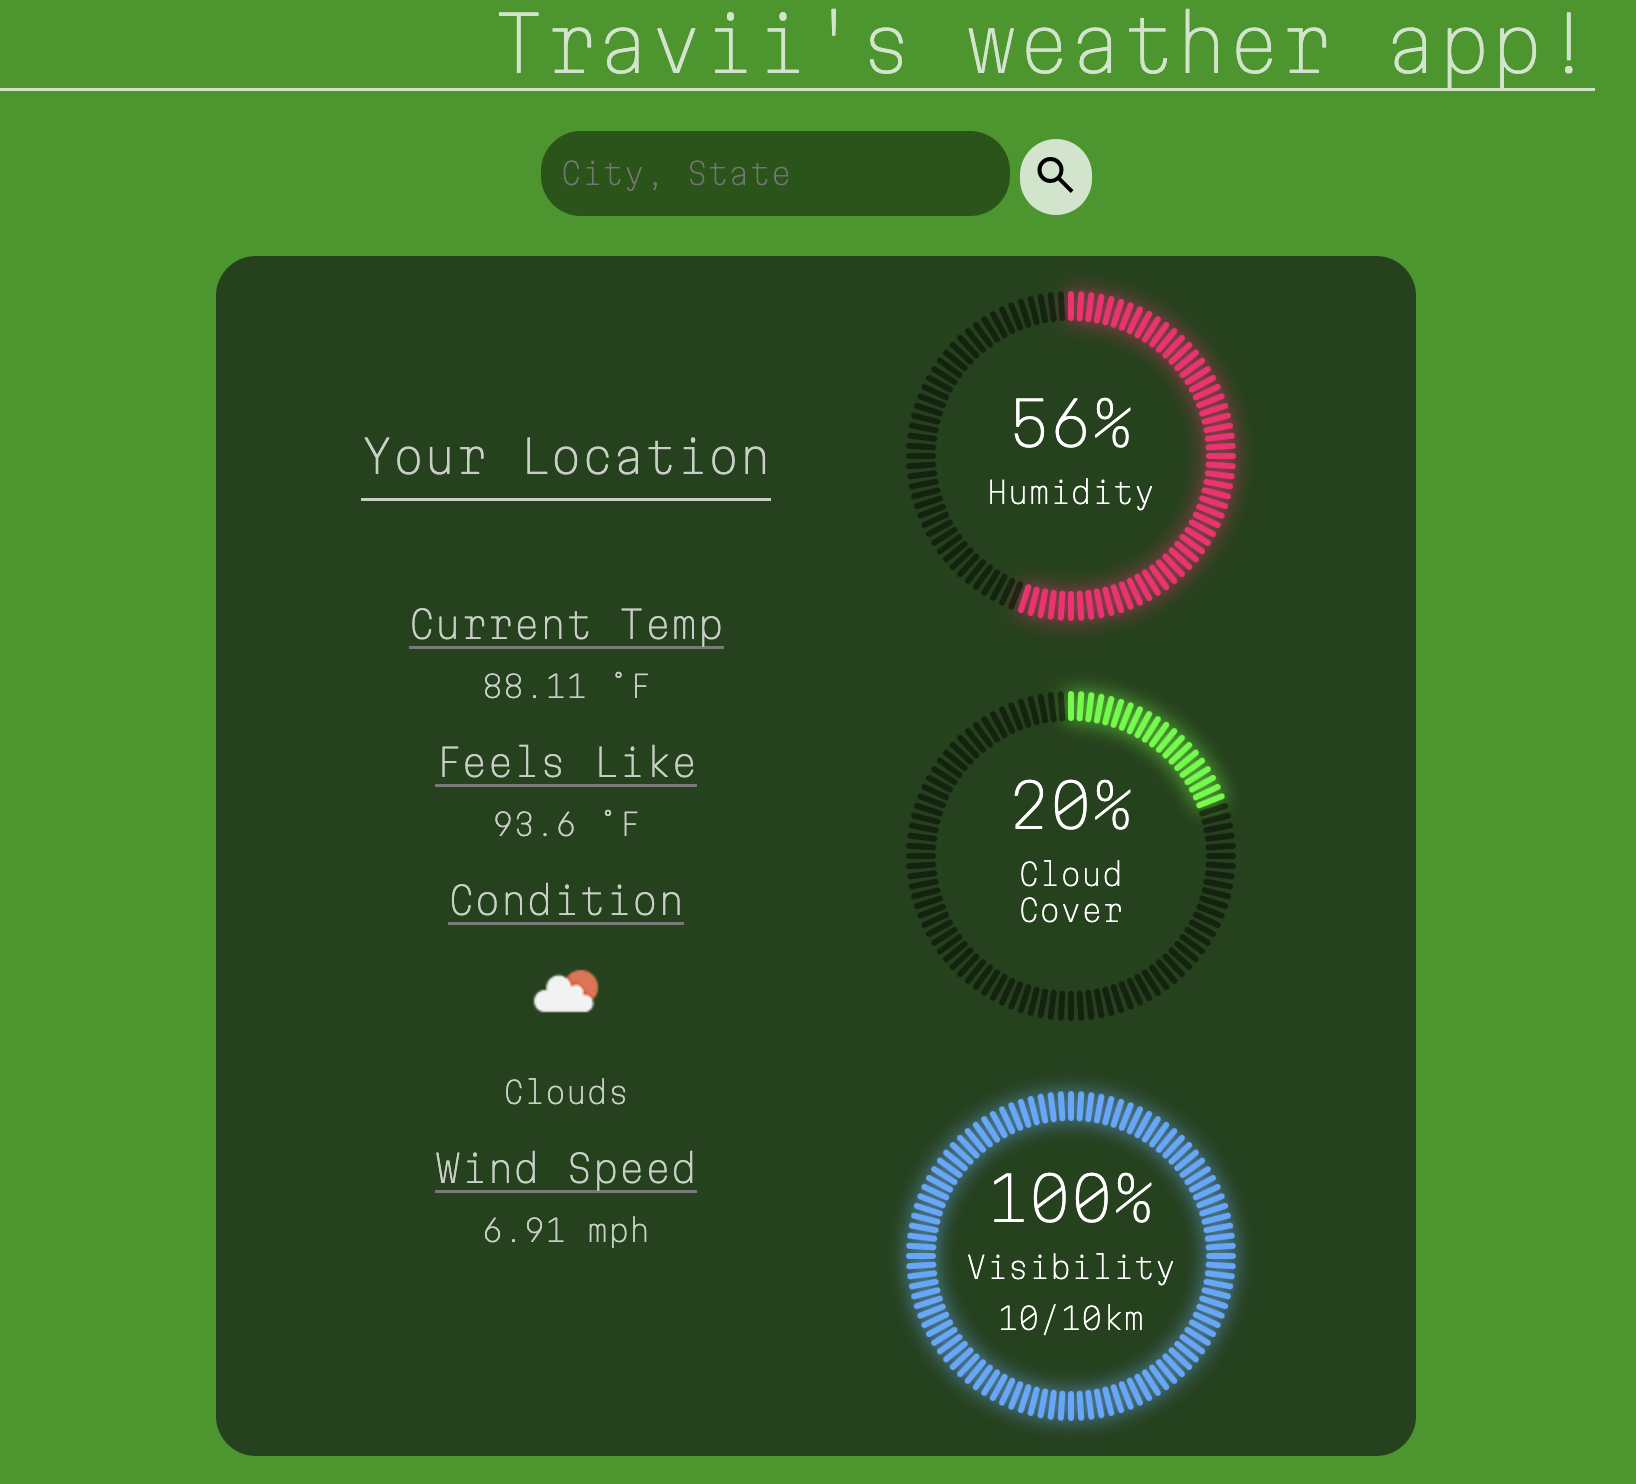 Travii's weather app!
City, State
Your Location
Current Temp
88.11 °F
Feels Like
93.6 °F
Condition
Clouds
Wind Speed
6.91 mph
56%
Humidity
20%
Cloud
Cover
100%
Visibility
10/10km